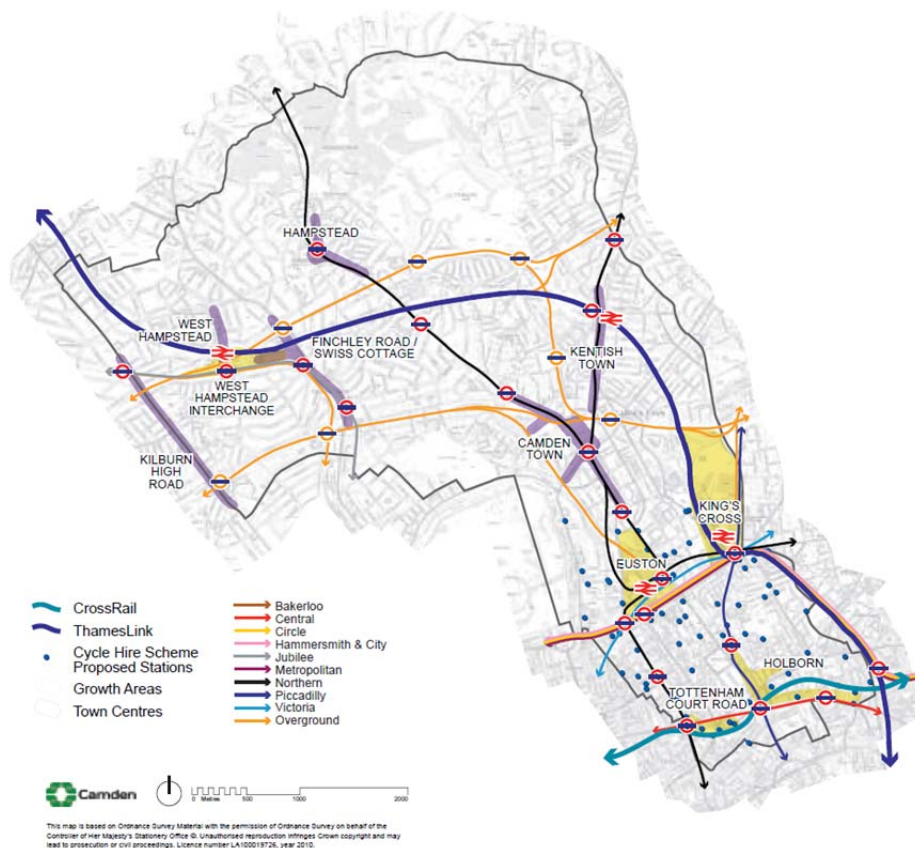 HAMPSTEAD
WEST
HAMPSTEAD
FINCHLEY ROAD /
SWISS COTTAGE
KENTISH
TOWN
WEST
HAMPSTEAD
INTERCHANGE
CAMDEN
TOWN
KILBURN
HIGH
ROAD
KING'S
CROSS
EUSTON
HOLBORN
TOTTENHAM
COURT ROAD
CrossRail
ThamesLink
Cycle Hire Scheme
Proposed Stations
Growth Areas
Town Centres
Bakerloo
Central
Circle
Hammersmith & City
Jubilee
Metropolitan
Northern
Piccadilly
Victoria
Overground
Camden
0 Metres 500 1000 2000
This map is based on Ordnance Survey Material with the permission of Ordnance Survey on behalf of the
Controller of Her Majesty's Stationery Office ©. Unauthorised reproduction infringes Crown copyright and may
lead to prosecution or civil proceedings. Licence number LA100019726, year 2010.